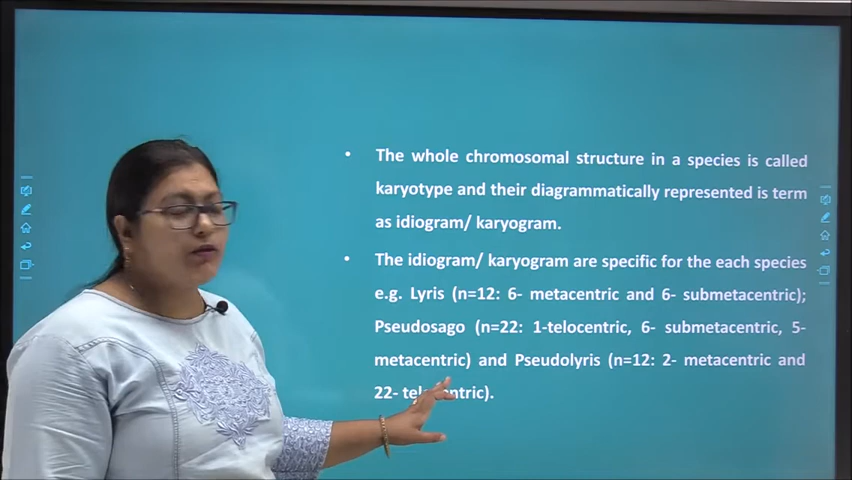 • The whole chromosomal structure in a species is called
karyotype and their diagrammatically represented is term
as idiogram/ karyogram.
• The idiogram/ karyogram are specific for the each species
e.g. Lyris (n=12: 6- metacentric and 6- submetacentric);
Pseudosago (n=22: 1-telocentric, 6- submetacentric, 5-
metacentric) and Pseudolyris (n=12: 2- metacentric and
22- telocentric).